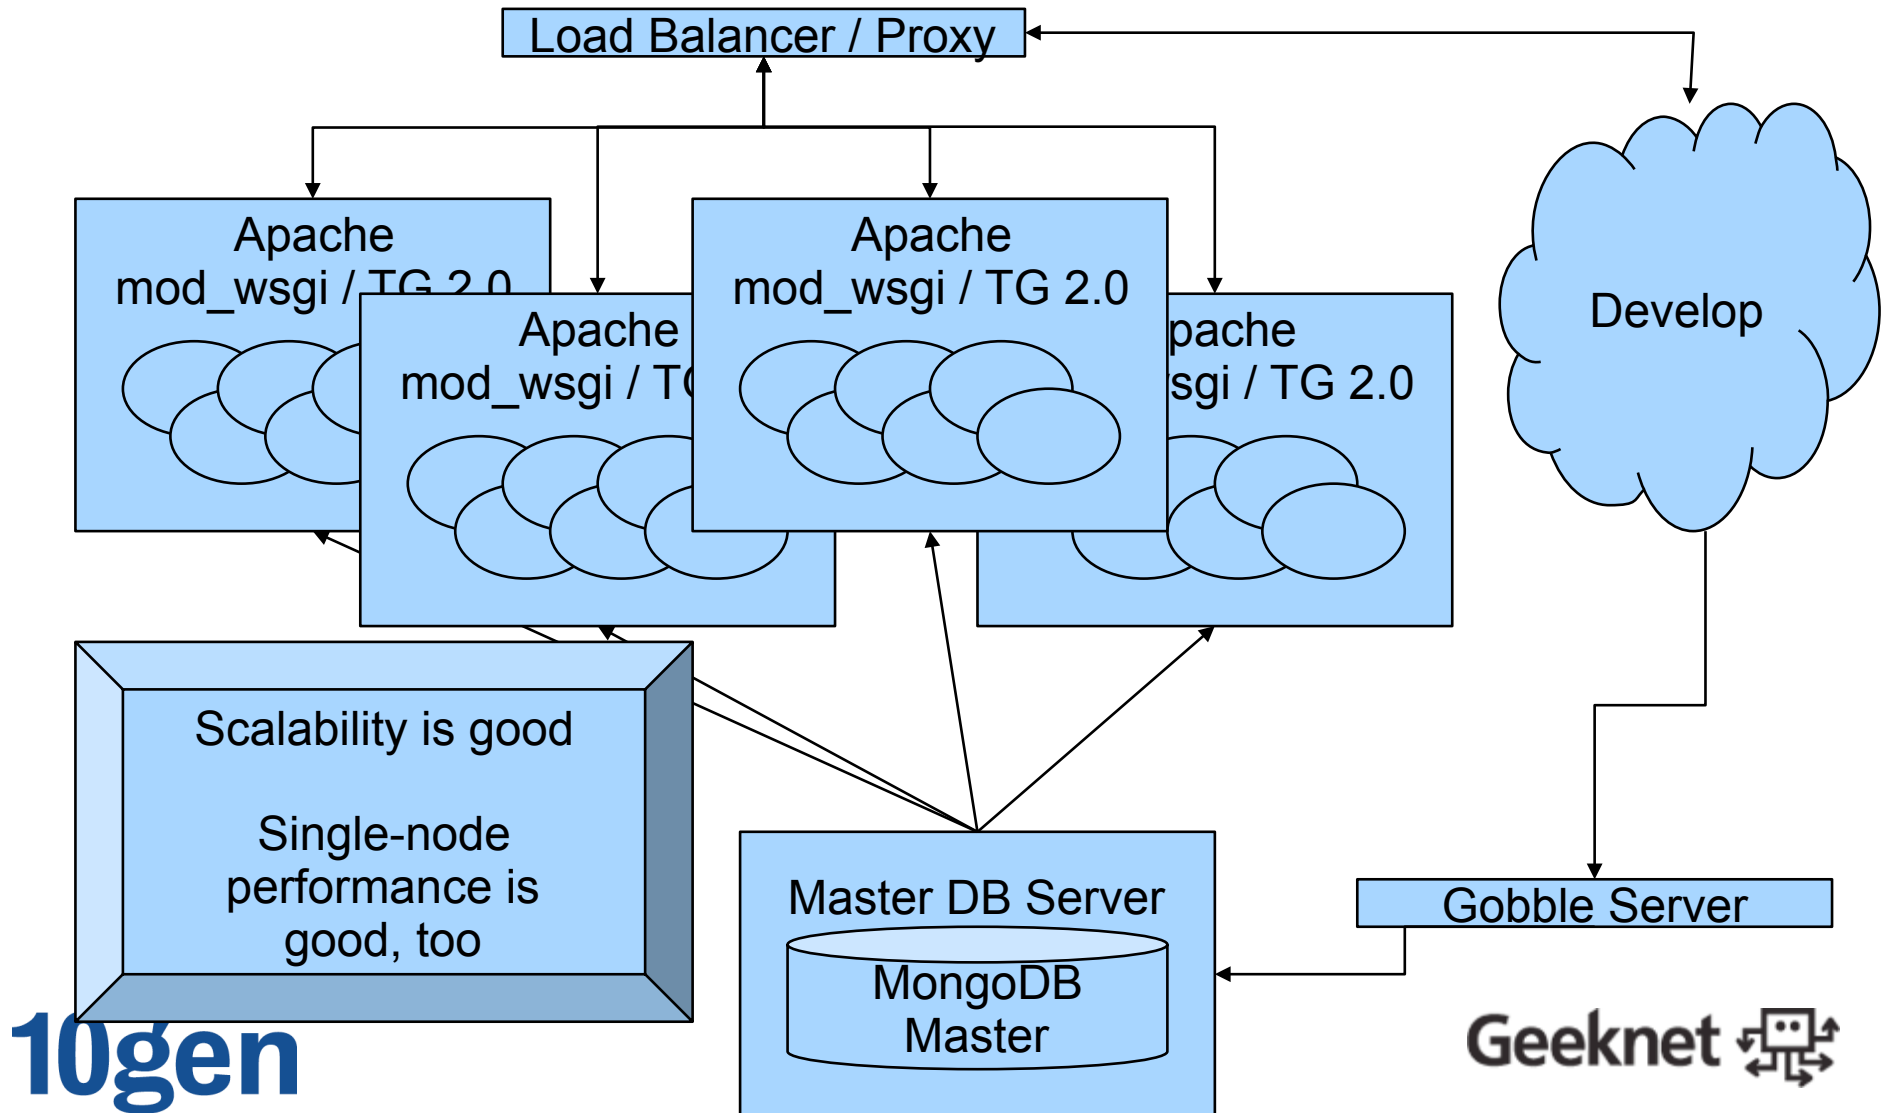 Load Balancer / Proxy
Apache
mod_wsgi / TG 2.0
Apache
mod_wsgi / TG
Apache
mod_wsgi / TG 2.0
pache
sgi / TG 2.0
Develop
Scalability is good
Single-node
performance is
good, too
Master DB Server
MongoDB
Master
Gobble Server
10gen
Geeknet